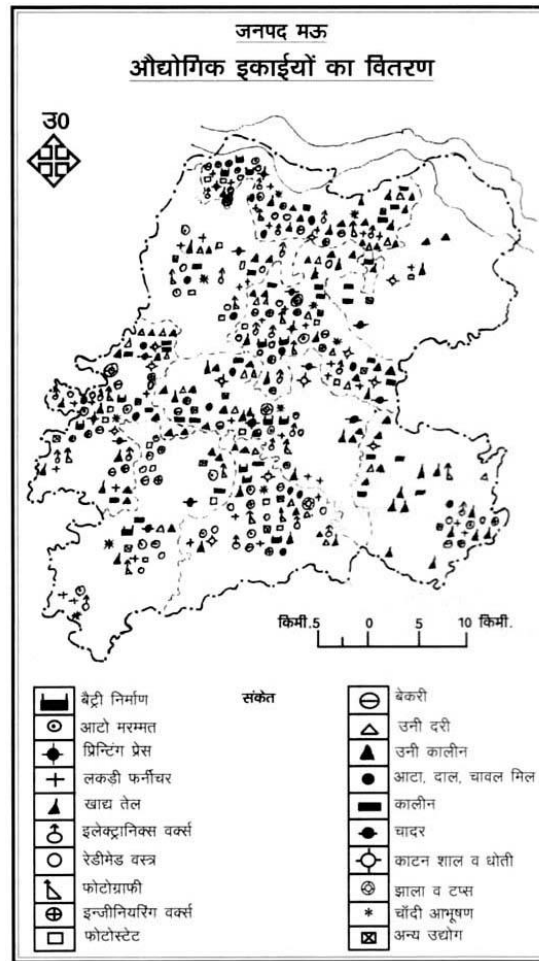 जनपद मऊ
औद्योगिक इकाईयों का वितरण
उ0
किमी.5 0 5 10 किमी.
संकेत
बैट्री निर्माण
आटो मरम्मत
प्रिन्टिंग प्रेस
लकड़ी फर्नीचर
खाद्य तेल
इलेक्ट्रानिक्स वर्क्स
रेडीमेड वस्त्र
फोटोग्राफी
इन्जीनियरिंग वर्क्स
फोटोस्टेट
बेकरी
उनी दरी
उनी कालीन
आटा, दाल, चावल मिल
कालीन
चादर
काटन शाल व धोती
झाला व टप्स
चॉदी आभूषण
अन्य उद्योग